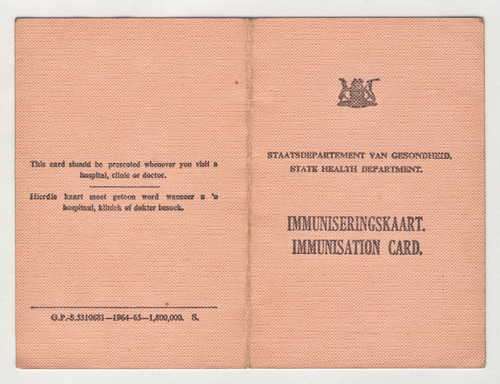 This card should be presented whenever you visit a
hospital, clinic or doctor.
Hierdie kaart moet getoon word wanneer u 'n
hospitaal, kliniek of dokter besoek.
G.P.-S.5319681—1964-65—1,800,000. S.
STAATSDEPARTEMENT VAN GESONDHEID.
STATE HEALTH DEPARTMENT.
IMMUNISERINGSKAART.
IMMUNISATION CARD.